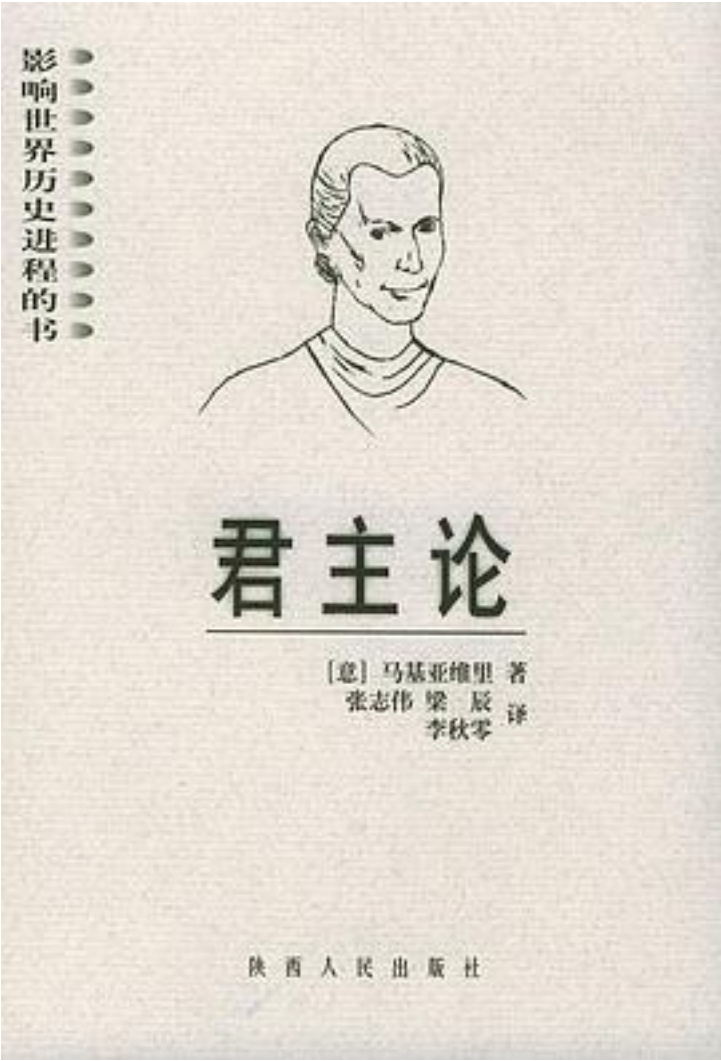 影响世界历史进程的书
君主论
［意］马基亚维里 著
张志伟 梁 辰
李秋零 译
陕西人民出版社